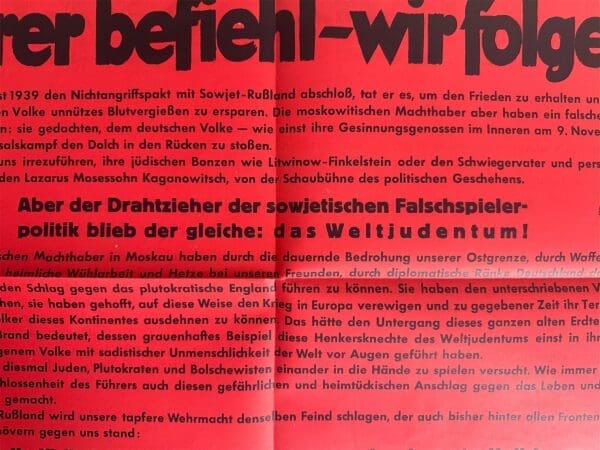 rer befiehl - wir folge
st 1939 den Nichtangriffspakt mit Sowjet-Rußland abschloß, tat er es, um den Frieden zu erhalten un
en Volke unnützes Blutvergießen zu ersparen. Die moskowitischen Machthaber aber haben ein falsche
n: sie gedachten, dem deutschen Volke — wie einst ihre Gesinnungsgenossen im Inneren am 9. Nove
salskampf den Dolch in den Rücken zu stoßen.
uns irrezuführen, ihre jüdischen Bonzen wie Litwinow-Finkelstein oder den Schwiegervater und pers
den Lazarus Mosessohn Kaganowitsch, von der Schaubühne des politischen Geschehens.
Aber der Drahtzieher der sowjetischen Falschspieler-
politik blieb der gleiche: das Weltjudentum!
schen Machthaber in Moskau haben durch die dauernde Bedrohung unserer Ostgrenze, durch Waffe
heimliche Wühlarbeit und Hetze bei unseren Freunden, durch diplomatische Ränke Deutschland d
den Schlag gegen das plutokratische England führen zu können. Sie haben den unterschriebenen V
hen, sie haben gehofft, auf diese Weise den Krieg in Europa verewigen und zu gegebener Zeit ihr Ter
lker dieses Kontinentes ausdehnen zu können. Das hätte den Untergang dieses ganzen alten Erdte
Brand bedeutet, dessen grauenhaftes Beispiel diese Henkersknechte des Weltjudentums einst in ihr
genem Volke mit sadistischer Unmenschlichkeit der Welt vor Augen geführt haben.
diesmal Juden, Plutokraten und Bolschewisten einander in die Hände zu spielen versucht. Wie immer
hlossenheit des Führers auch diesen gefährlichen und heimtückischen Anschlag gegen das Leben und
gemacht.
Rußland wird unsere tapfere Wehrmacht denselben Feind schlagen, der auch bisher hinter allen Fronten
növern gegen uns stand: